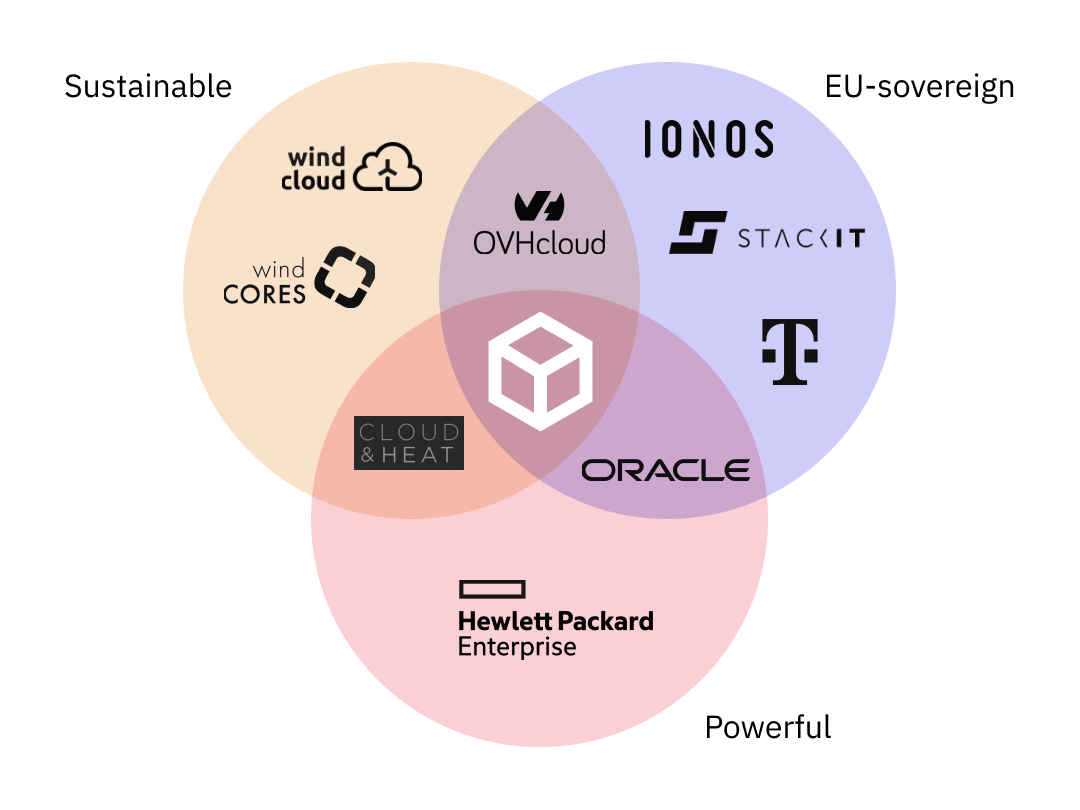 Sustainable
EU-sovereign
wind
cloud
IONOS
OVHcloud
STACKIT
wind
CORES
T
CLOUD
& HEAT
ORACLE
Hewlett Packard
Enterprise
Powerful